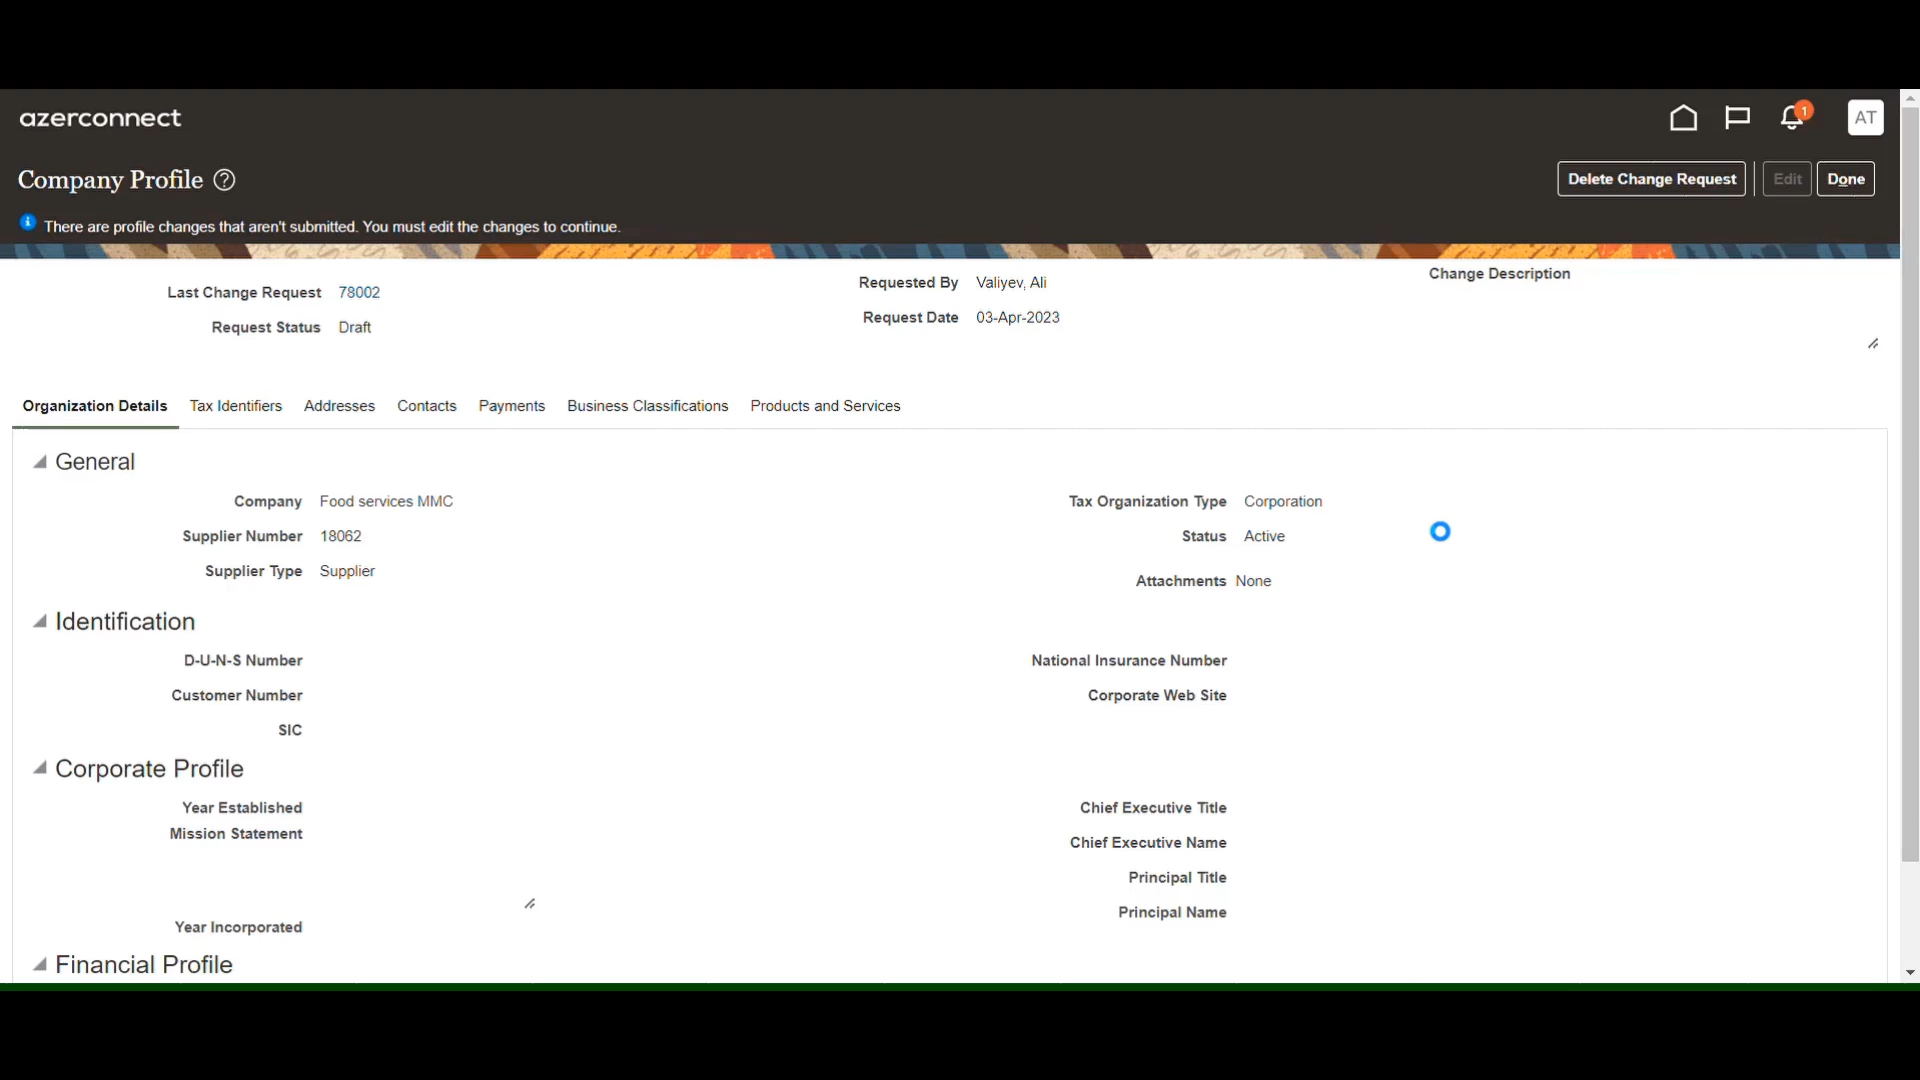 azerconnect
1
AT
Company Profile ?
Delete Change Request
Edit
Done
There are profile changes that aren't submitted. You must edit the changes to continue.
Last Change Request 78002
Request Status Draft
Requested By Valiyev, Ali
Request Date 03-Apr-2023
Change Description
Organization Details Tax Identifiers Addresses Contacts Payments Business Classifications Products and Services
General
Company Food services MMC
Supplier Number 18062
Supplier Type Supplier
Tax Organization Type Corporation
Status Active
Attachments None
Identification
D-U-N-S Number
Customer Number
SIC
National Insurance Number
Corporate Web Site
Corporate Profile
Year Established
Mission Statement
Year Incorporated
Chief Executive Title
Chief Executive Name
Principal Title
Principal Name
Financial Profile